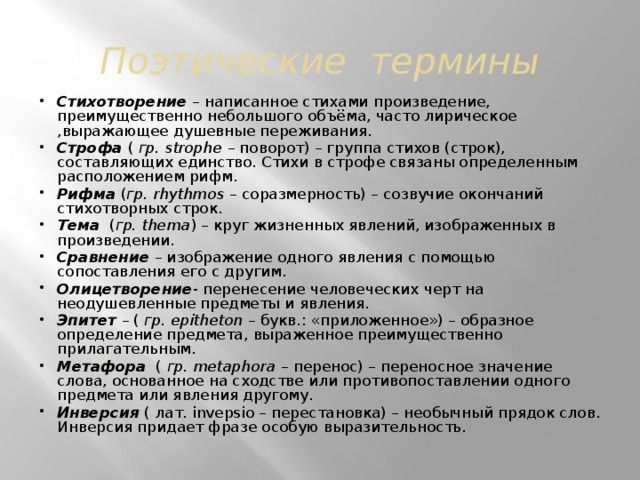 Поэтические термины
• Стихотворение – написанное стихами произведение,
преимущественно небольшого объёма, часто лирическое
,выражающее душевные переживания.
• Строфа ( гр. strophe – поворот) – группа стихов (строк),
составляющих единство. Стихи в строфе связаны определенным
расположением рифм.
• Рифма (гр. rhythmos – соразмерность) – созвучие окончаний
стихотворных строк.
• Тема (гр. thema) – круг жизненных явлений, изображенных в
произведении.
• Сравнение – изображение одного явления с помощью
сопоставления его с другим.
• Олицетворение- перенесение человеческих черт на
неодушевленные предметы и явления.
• Эпитет – ( гр. epitheton – букв.: «приложенное») – образное
определение предмета, выраженное преимущественно
прилагательным.
• Метафора ( гр. metaphora – перенос) – переносное значение
слова, основанное на сходстве или противопоставлении одного
предмета или явления другому.
• Инверсия ( лат. invepsio – перестановка) – необычный прядок слов.
Инверсия придает фразе особую выразительность.